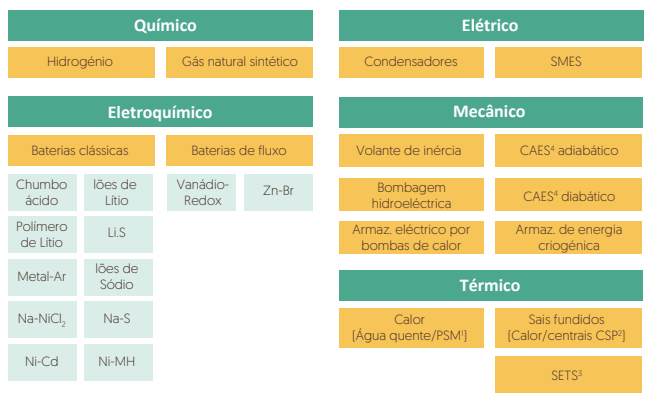 Químico
Hidrogénio
Gás natural sintético
Eletroquímico
Baterias clássicas
Baterias de fluxo
Chumbo
ácido
Iões de
Lítio
Vanádio-
Redox
Zn-Br
Polímero
de Lítio
Li.S
Metal-Ar
Iões de
Sódio
Na-NiCl₂
Na-S
Ni-Cd
Ni-MH
Elétrico
Condensadores
SMES
Mecânico
Volante de inércia
CAES⁴ adiabático
Bombagem
hidroeléctrica
CAES⁴ diabático
Armaz. eléctrico por
bombas de calor
Armaz. de energia
criogénica
Térmico
Calor
[Água quente/PSM¹]
Sais fundidos
[Calor/centrais CSP²]
SETS³